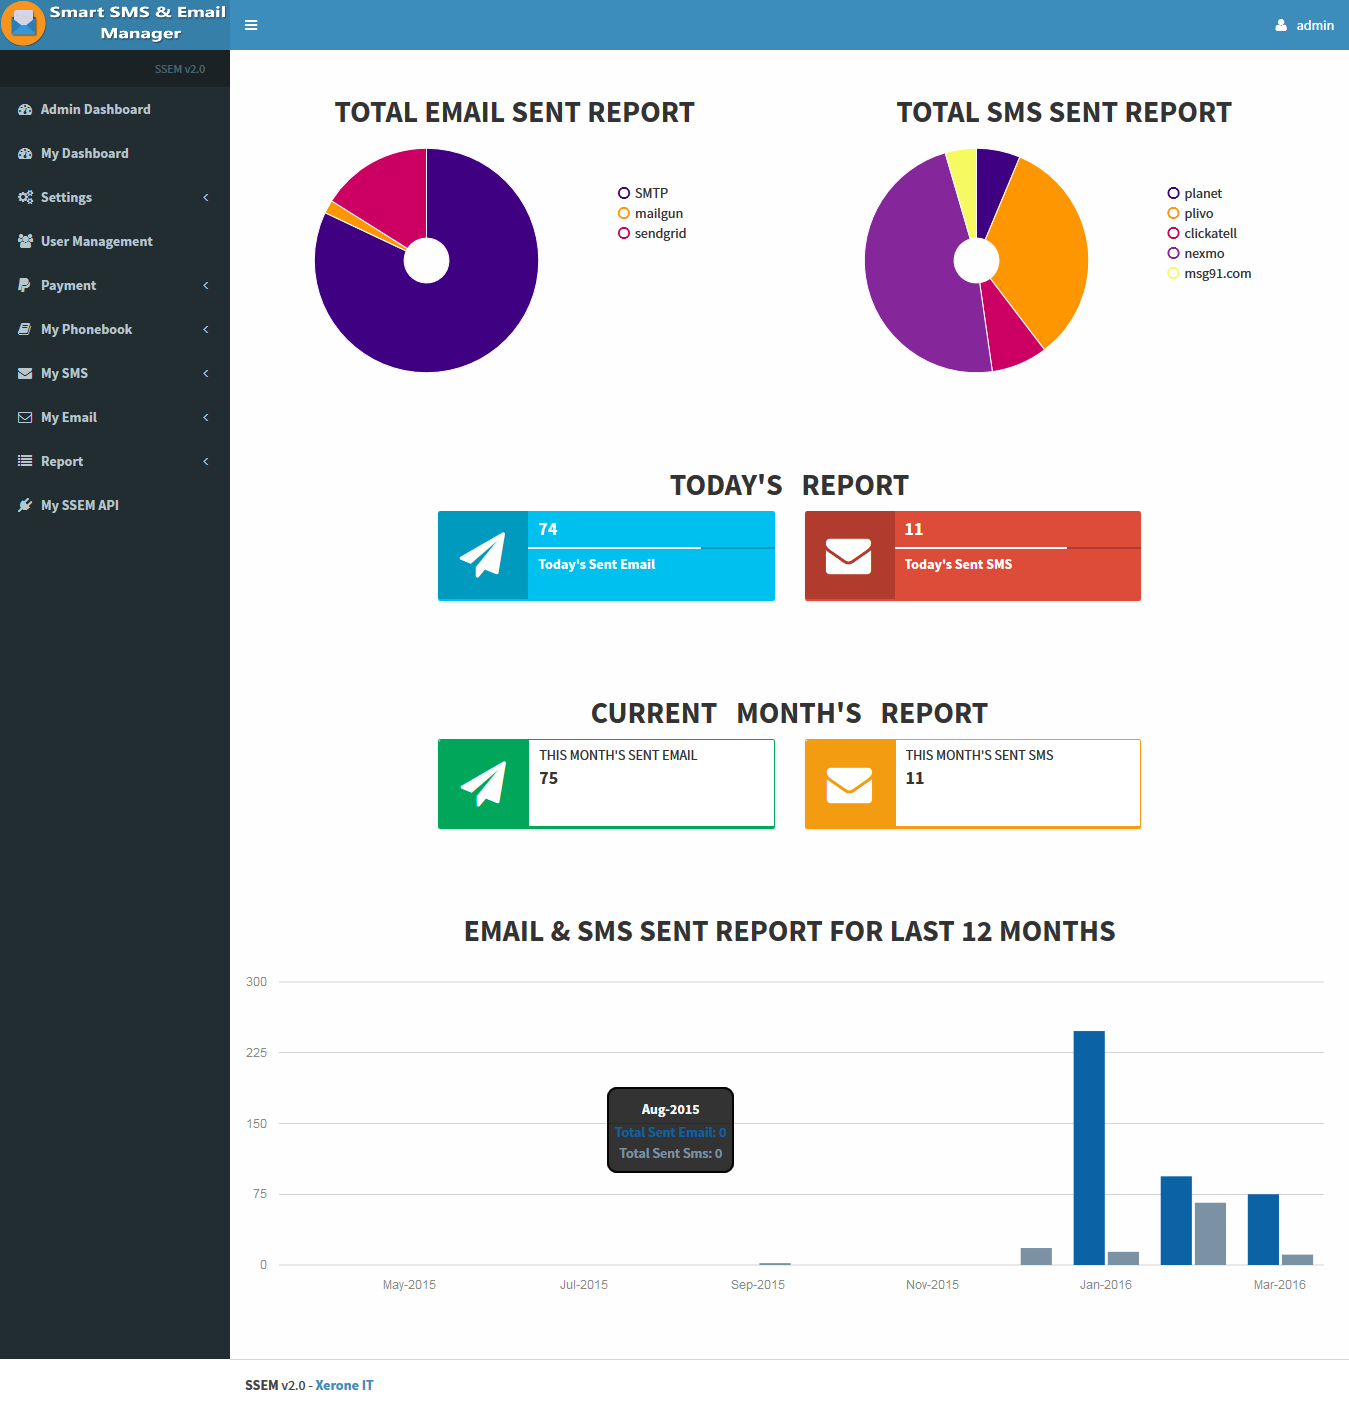 Smart SMS & Email
Manager
admin
SSEM v2.0
Admin Dashboard
My Dashboard
Settings
User Management
Payment
My Phonebook
My SMS
My Email
Report
My SSEM API
TOTAL EMAIL SENT REPORT
SMTP
mailgun
sendgrid
TOTAL SMS SENT REPORT
planet
plivo
clickatell
nexmo
msg91.com
TODAY'S REPORT
74
Today's Sent Email
11
Today's Sent SMS
CURRENT MONTH'S REPORT
THIS MONTH'S SENT EMAIL
75
THIS MONTH'S SENT SMS
11
EMAIL & SMS SENT REPORT FOR LAST 12 MONTHS
300
225
150
75
0
Aug-2015
Total Sent Email: 0
Total Sent Sms: 0
May-2015 Jul-2015 Sep-2015 Nov-2015 Jan-2016 Mar-2016
SSEM v2.0 - Xerone IT